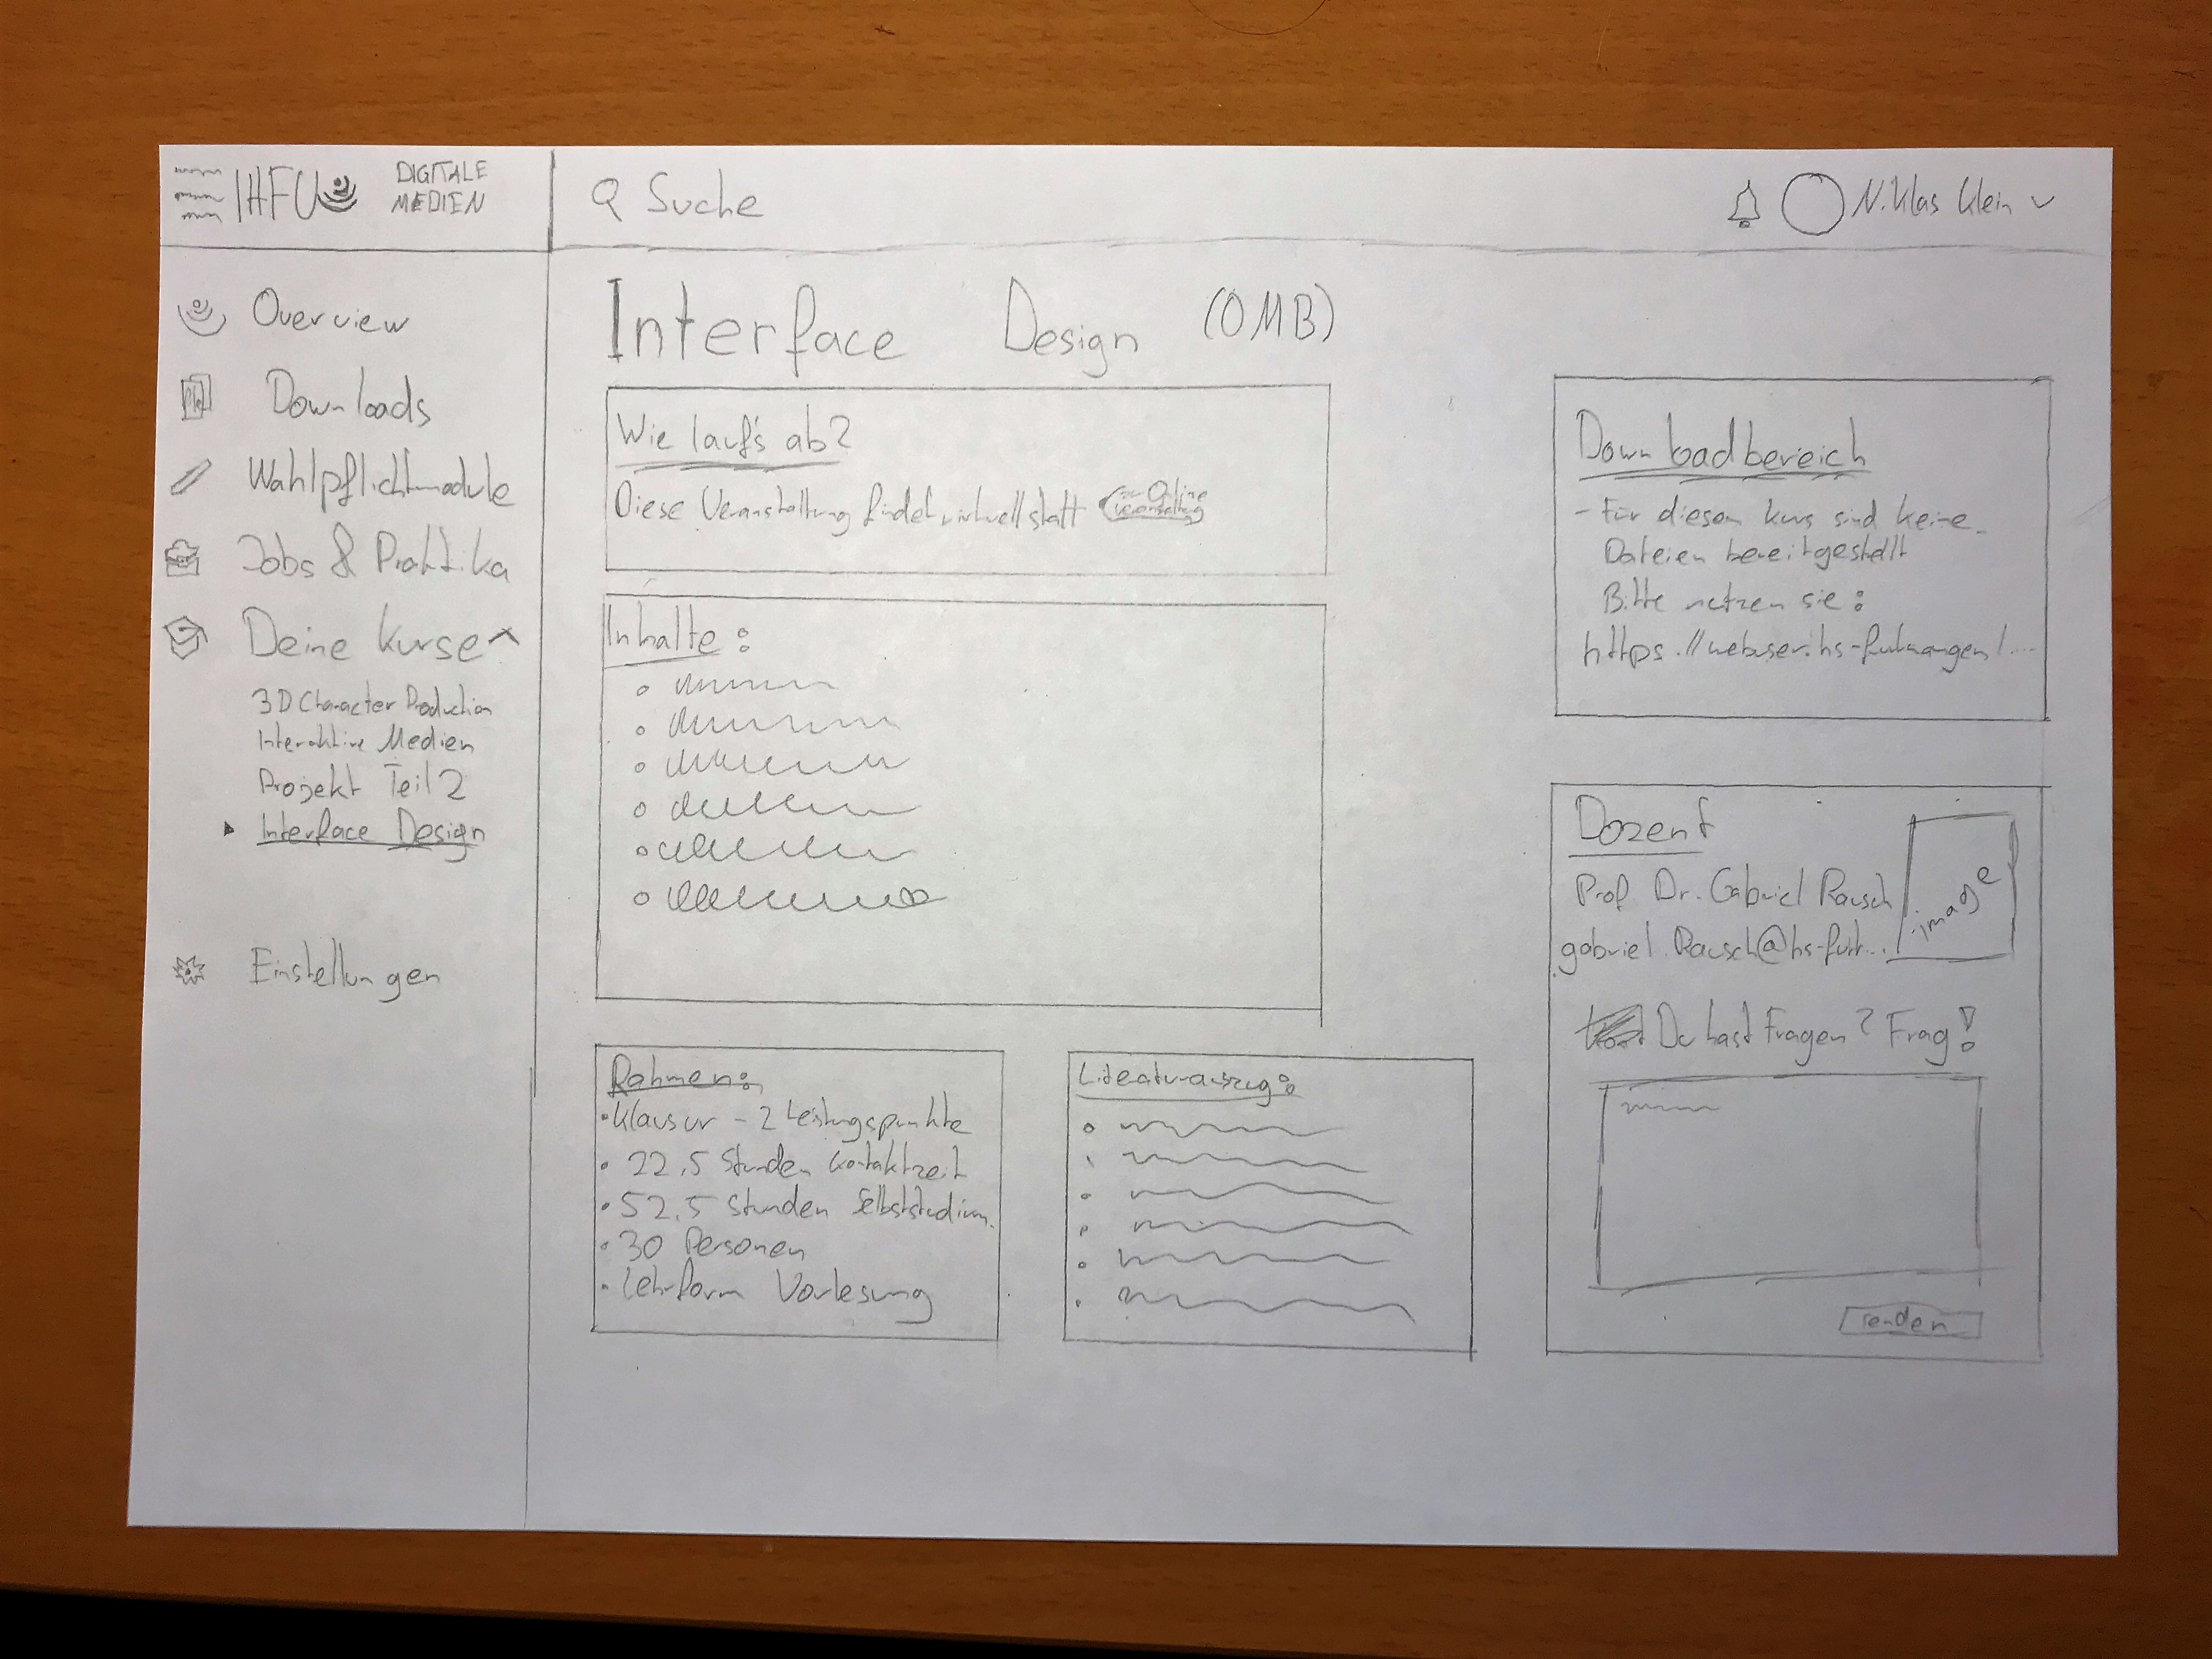 HFU DIGITALE
MEDIEN
Suche
Niklas Klein
Overview
Downloads
Wahlpflichtmodule
Jobs & Praktika
Deine Kurse
3D Character Production
Interaktive Medien
Projekt Teil 2
Interface Design
Einstellungen
Interface Design (OMB)
Wie lauf's ab?
Diese Veranstaltung findet virtuell statt
Online
Inhalte:
Rahmen:
Klausur - 2 Leistungspunkte
22,5 Stunden Kontaktzeit
52,5 Stunden Selbststudium
30 Personen
Lehrform Vorlesung
Literaturauszug:
Downloadbereich
- Für diesen Kurs sind keine
Dateien bereitgestellt
Bitte nutzen sie:
https://webuser.hs-furtwangen/....
Dozent
Prof. Dr. Gabriel Rausch
gabriel.Rausch@hs-furt...
image
Du hast Fragen? Frag!
senden